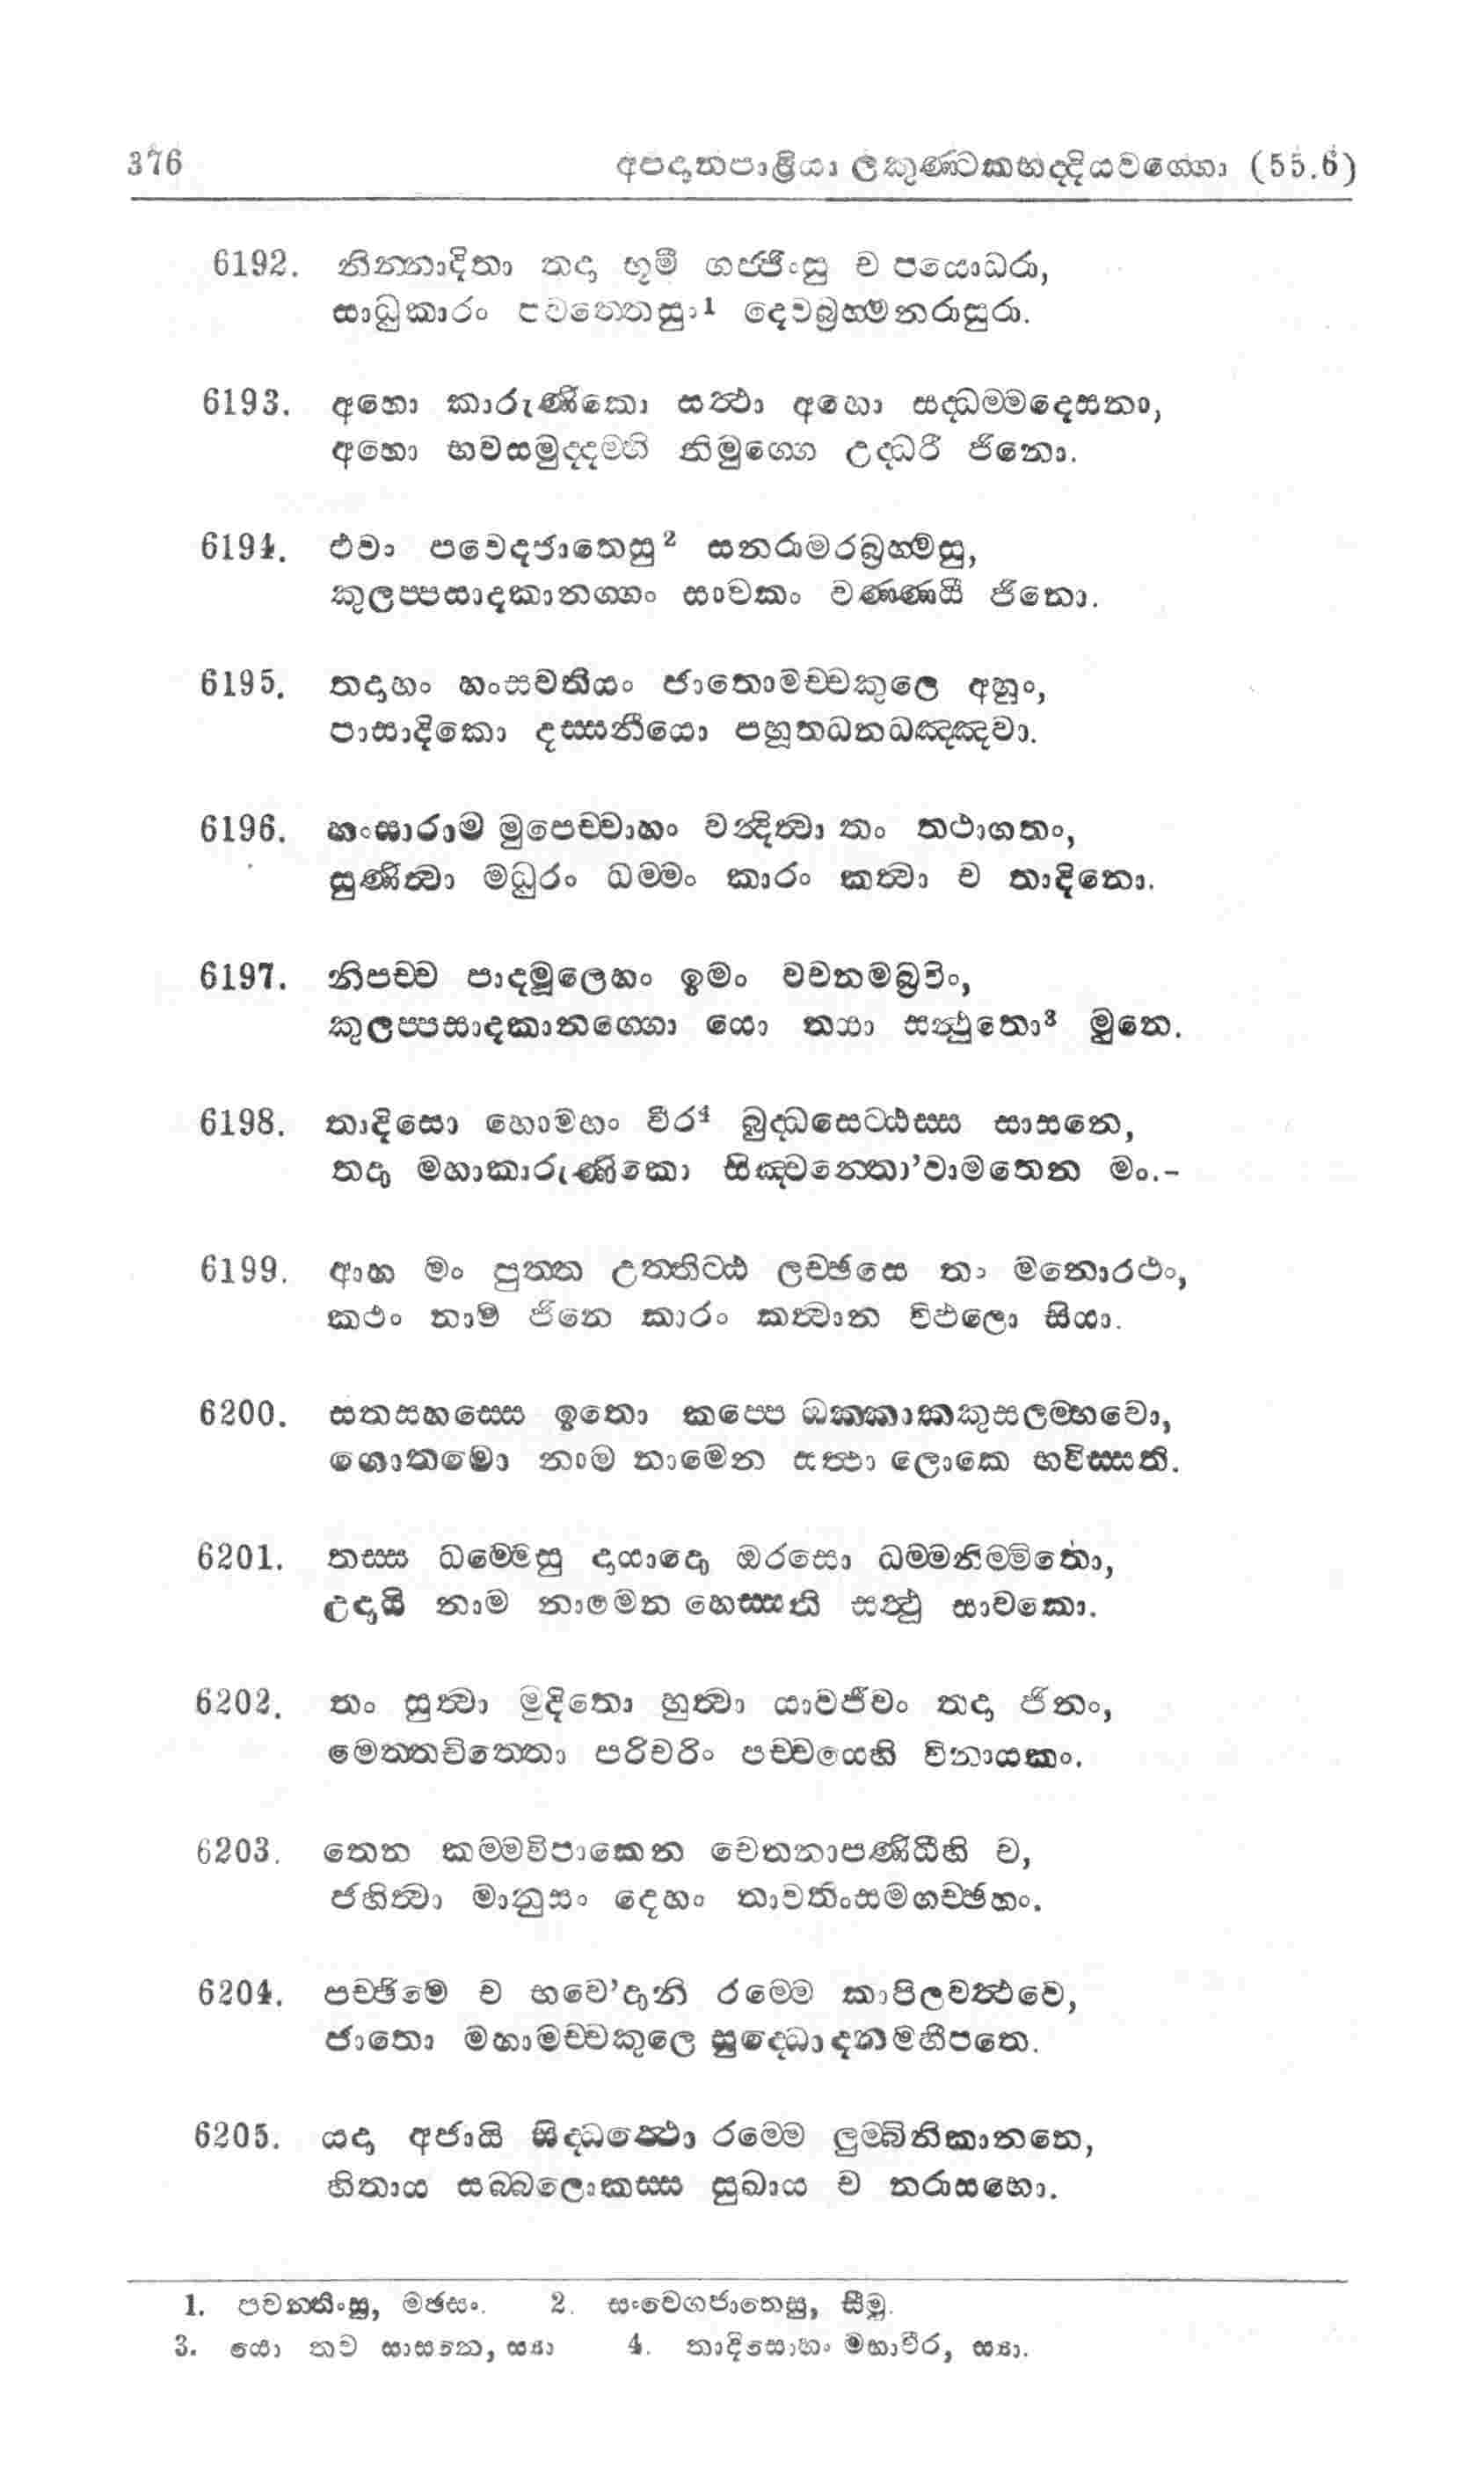 376 අපදානපාළියා ලකුණ්ටකභද්දියවග්ගො (55.6)
6192. නින්නාදිතා තදා භූමී ගජ්ජිංසු ච පයොධරා,
සාධුකාරං පවත්තෙසුං1 දෙවබ්‍රහ්මනරාසුරා.
6193. අහො කාරුණිකො සත්‍ථා අහො සද්ධම්මදෙසනා,
අහො භවසමුද්දම්හි නිමුග්ගෙ උද්ධරී ජිනො.
6194. එවං පවෙදජාතෙසු2 සනරාමරබ්‍රහ්මසු,
කුලප්පසාදකානග්ගං සාවකං වණ්ණයී ජිනො.
6195. තදාහං හංසවතියං ජාතොමච්චකුලෙ අහුං,
පාසාදිකො දස්සනීයො පහූතධනධඤ්ඤවා.
6196. හංසාරාම මුපෙච්චාහං වන්‍දිත්‍වා තං තථාගතං,
සුණිත්‍වා මධුරං ධම්මං කාරං කත්‍වා ච තාදිනො.
6197. නිපච්ච පාදමූලෙහං ඉමං වචනමබ්‍රවිං,
කුලප්පසාදකානග්ගො යො තයා සන්‍ථුතො3 මුනෙ.
6198. තාදිසො හොමහං වීර4 බුද්ධසෙට්ඨස්ස සාසනෙ,
තදා මහාකාරුණිකො සිඤ්චන්තො’වාමතෙන මං.-
6199. ආහ මං පුත්ත උත්තිට්ඨ ලච්ඡසෙ තං මනොරථං,
කථං නාම ජිනෙ කාරං කත්‍වාන විඵලො සියා.
6200. සතසහස්සෙ ඉතො කප්පෙ ඔක්කාකකුසලම්භවො,
ගොතමො නාම නාමෙන සත්‍ථා ලොකෙ භවිස්සති.
6201. තස්ස ධම්මෙසු දායාදො ඔරසො ධම්මනිම්මිතො,
උදායි නාම නාමෙන හෙස්සති සත්‍ථු සාවකො.
6202. තං සුත්‍වා මුදිතො හුත්‍වා යාවජීවං තදා ජිනං,
මෙත්තචිත්තො පරිචරිං පච්චයෙහි විනායකං.
6203. තෙන කම්මවිපාකෙන චෙතනාපණිධීහි ච,
ජහිත්‍වා මානුසං දෙහං තාවතිංසමගච්ඡහං.
6204. පච්ඡිමෙ ච භවෙ’දානි රම්මෙ කාපිලවත්‍ථවෙ,
ජාතො මහාමච්චකුලෙ සුද්ධොදනමහීපතෙ.
6205. යදා අජායි සිද්ධත්‍ථො රම්මෙ ලුම්බිනිකානනෙ,
හිතාය සබ්බලොකස්ස සුඛාය ච නරාසභො.
1. පවත්තිංසු, මඡසං. 2. සංවෙගජාතෙසු, සීමු.
3. යො තව සාසනෙ, ස්‍යා 4. තාදිසොහං මහාවීර, ස්‍යා.